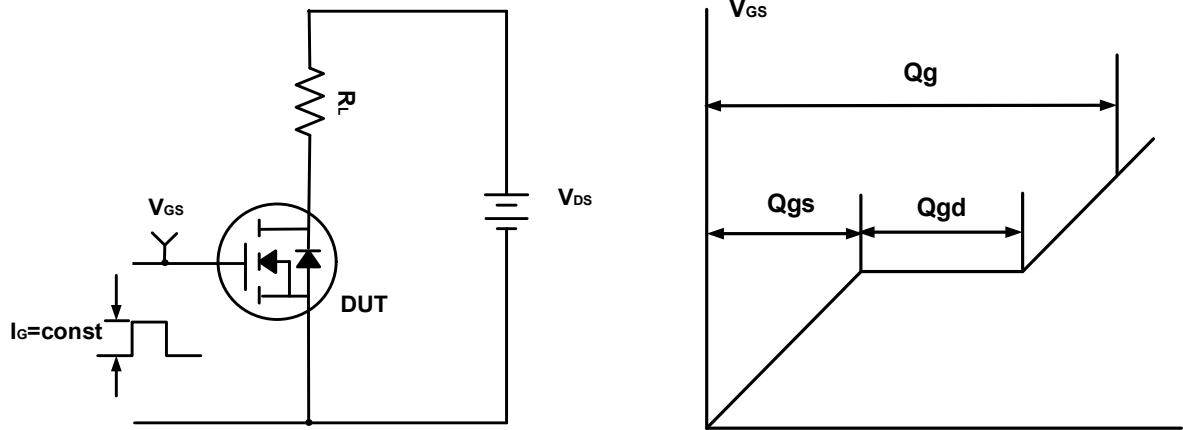 RL
VGS
VDS
DUT
IG=const
VGS
Qg
Qgs
Qgd